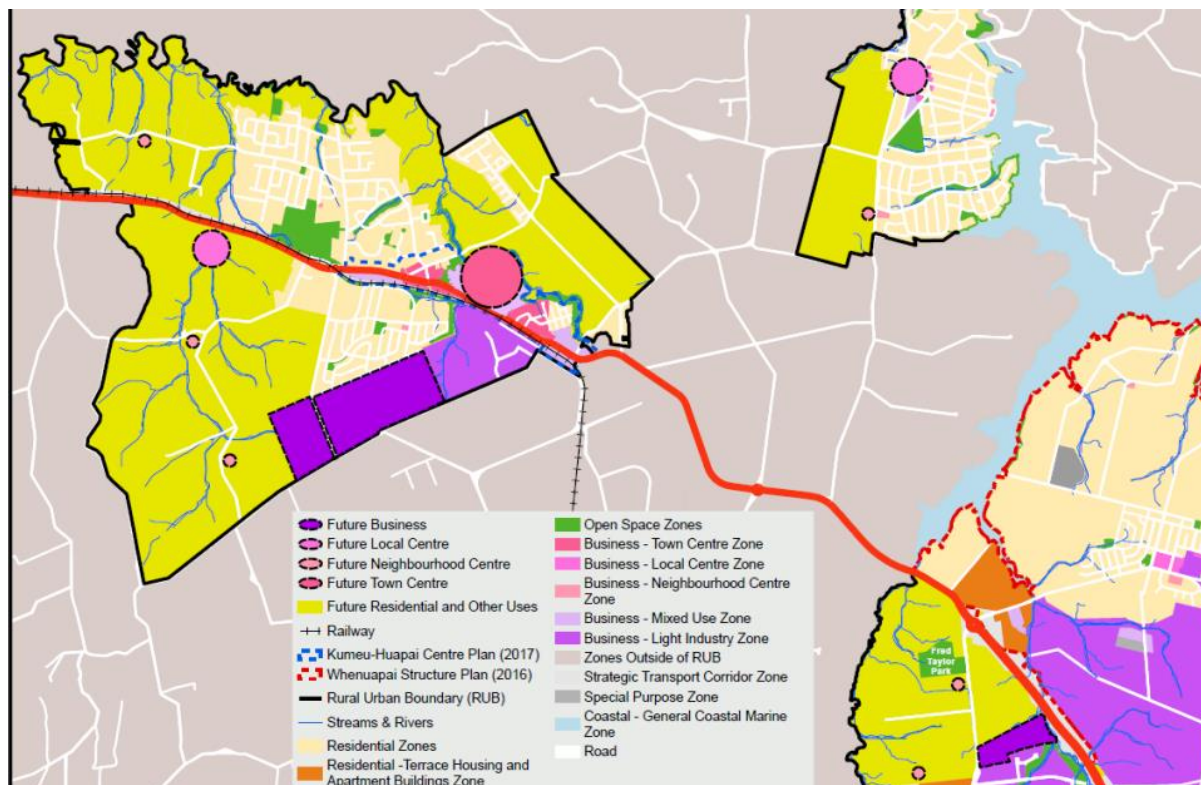 Fred
Taylor
Park
Future Business
Future Local Centre
Future Neighbourhood Centre
Future Town Centre
Future Residential and Other Uses
Railway
Kumeu-Huapai Centre Plan (2017)
Whenuapai Structure Plan (2016)
Rural Urban Boundary (RUB)
Streams & Rivers
Residential Zones
Residential -Terrace Housing and
Apartment Buildings Zone
Open Space Zones
Business - Town Centre Zone
Business - Local Centre Zone
Business - Neighbourhood Centre
Zone
Business - Mixed Use Zone
Business - Light Industry Zone
Zones Outside of RUB
Strategic Transport Corridor Zone
Special Purpose Zone
Coastal - General Coastal Marine
Zone
Road